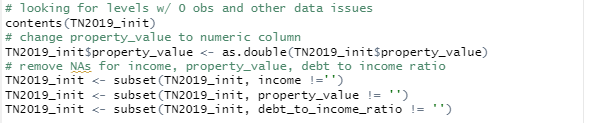 # looking for levels w/ 0 obs and other data issues
contents(TN2019_init)
# change property_value to numeric column
TN2019_init$property_value <- as.double(TN2019_init$property_value)
# remove NAs for income, property_value, debt to income ratio
TN2019_init <- subset(TN2019_init, income !='')
TN2019_init <- subset(TN2019_init, property_value != '')
TN2019_init <- subset(TN2019_init, debt_to_income_ratio != '')